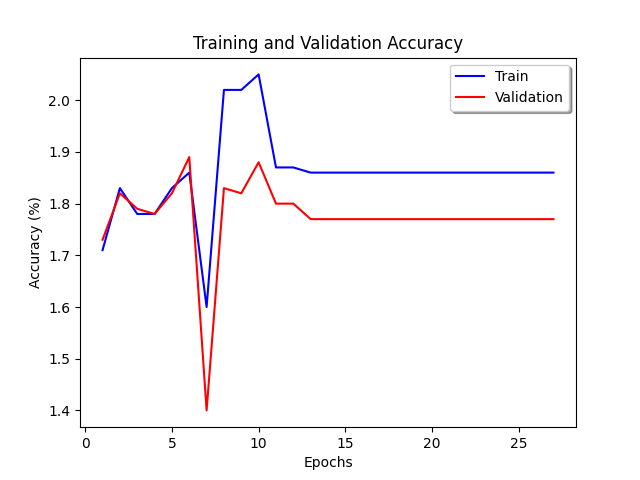 Training and Validation Accuracy
Train
Validation
2.0
1.9
1.8
1.7
1.6
1.5
1.4
Accuracy (%)
0
5
10
15
20
25
Epochs